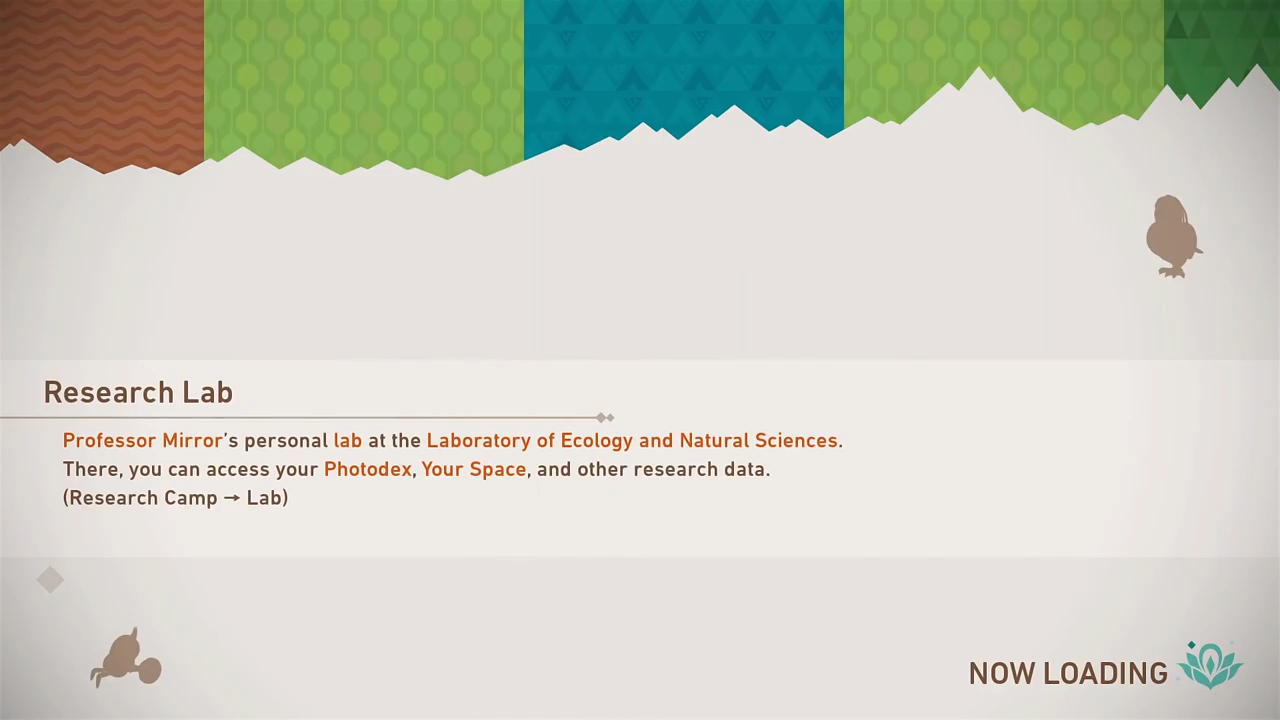 Research Lab
Professor Mirror's personal lab at the Laboratory of Ecology and Natural Sciences.
There, you can access your Photodex, Your Space, and other research data.
(Research Camp → Lab)
NOW LOADING